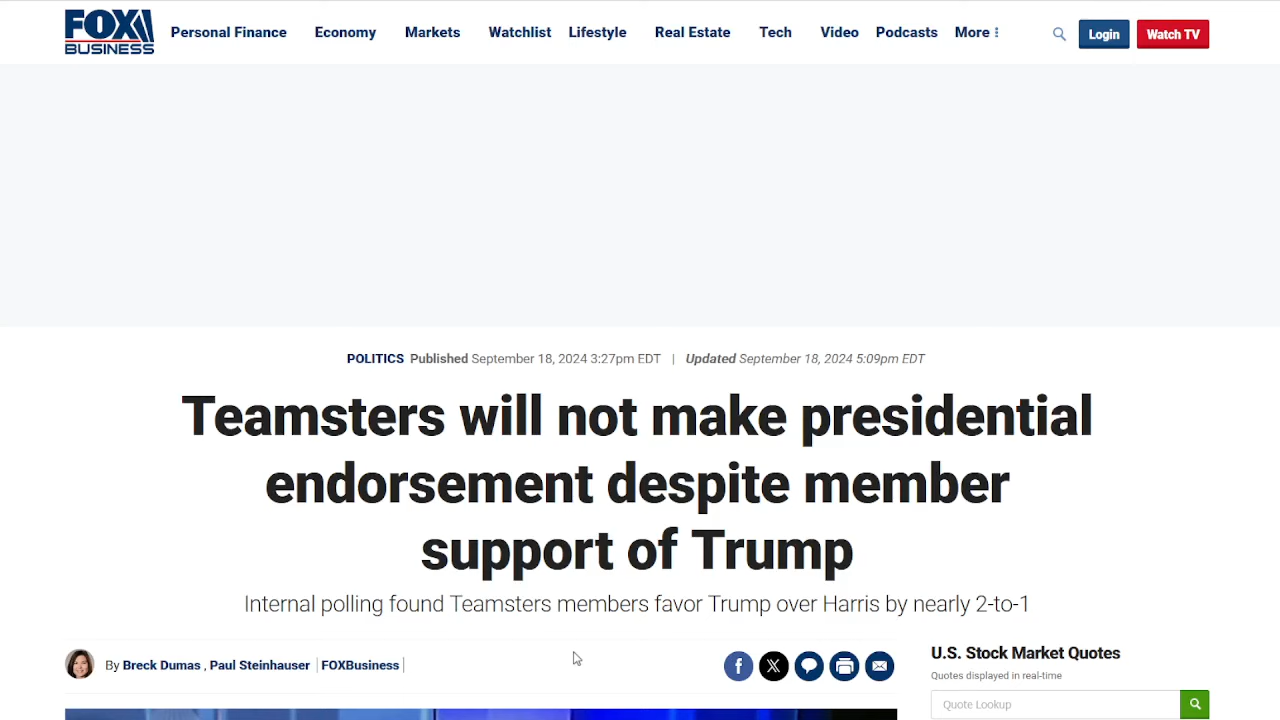 FOX
BUSINESS
Personal Finance Economy Markets Watchlist Lifestyle Real Estate Tech Video Podcasts More Login Watch TV
POLITICS Published September 18, 2024 3:27pm EDT | Updated September 18, 2024 5:09pm EDT
Teamsters will not make presidential
endorsement despite member
support of Trump
Internal polling found Teamsters members favor Trump over Harris by nearly 2-to-1
By Breck Dumas , Paul Steinhauser | FOXBusiness |
U.S. Stock Market Quotes
Quotes displayed in real-time
Quote Lookup